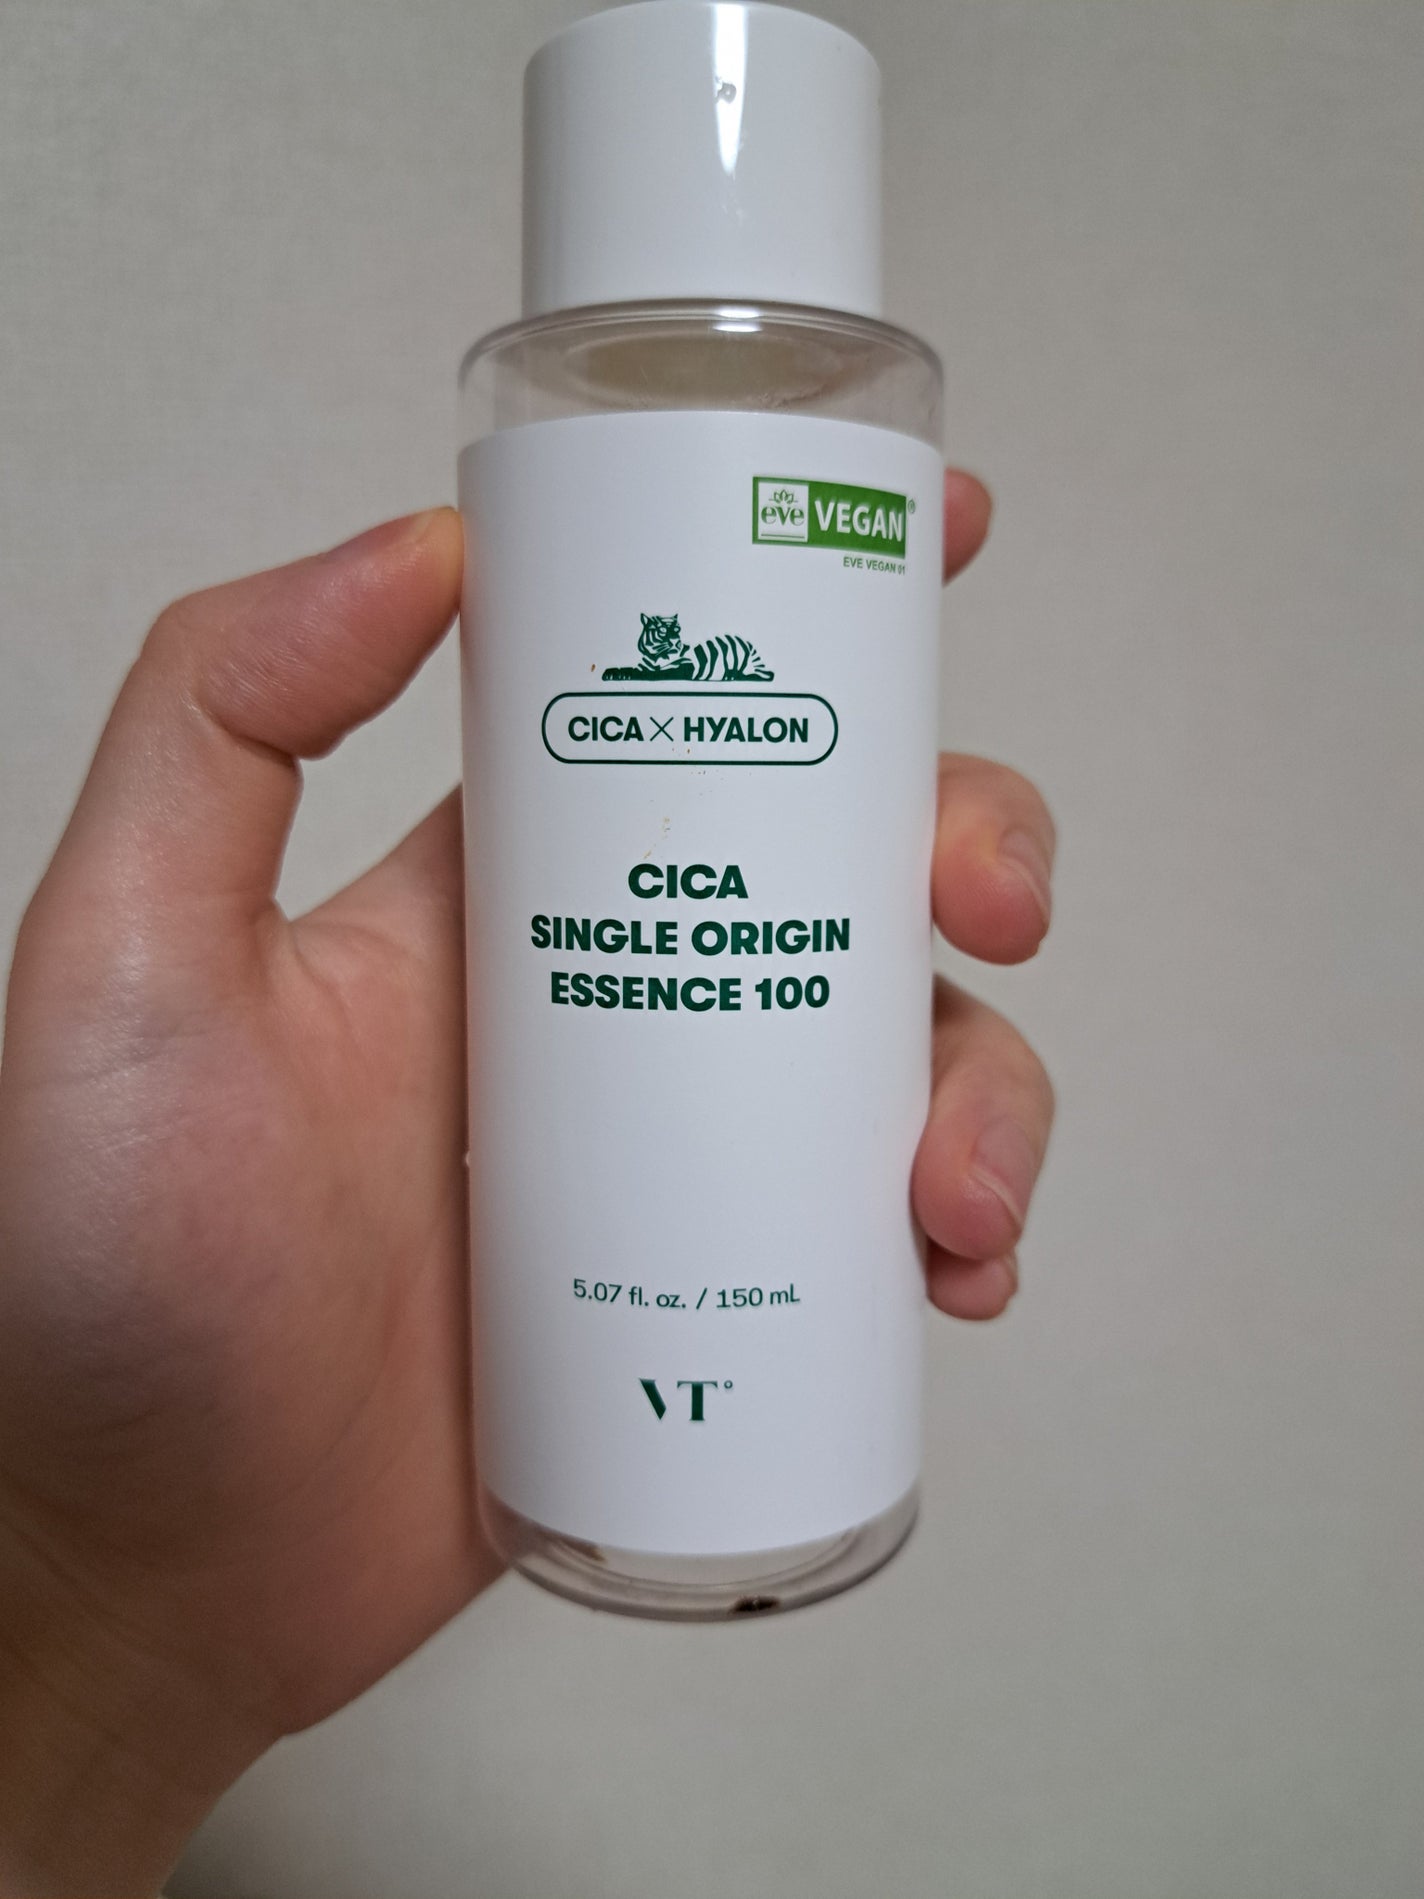 eve VEGAN®
EVE VEGAN 01
CICA X HYALON
CICA
SINGLE ORIGIN
ESSENCE 100
5.07 fl. oz. / 150 mL
VT°